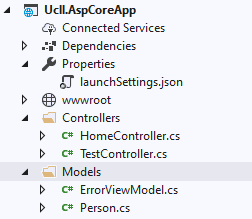 Ucll.AspCoreApp
Connected Services
Dependencies
Properties
launchSettings.json
wwwroot
Controllers
C# HomeController.cs
C# TestController.cs
Models
C# ErrorViewModel.cs
C# Person.cs